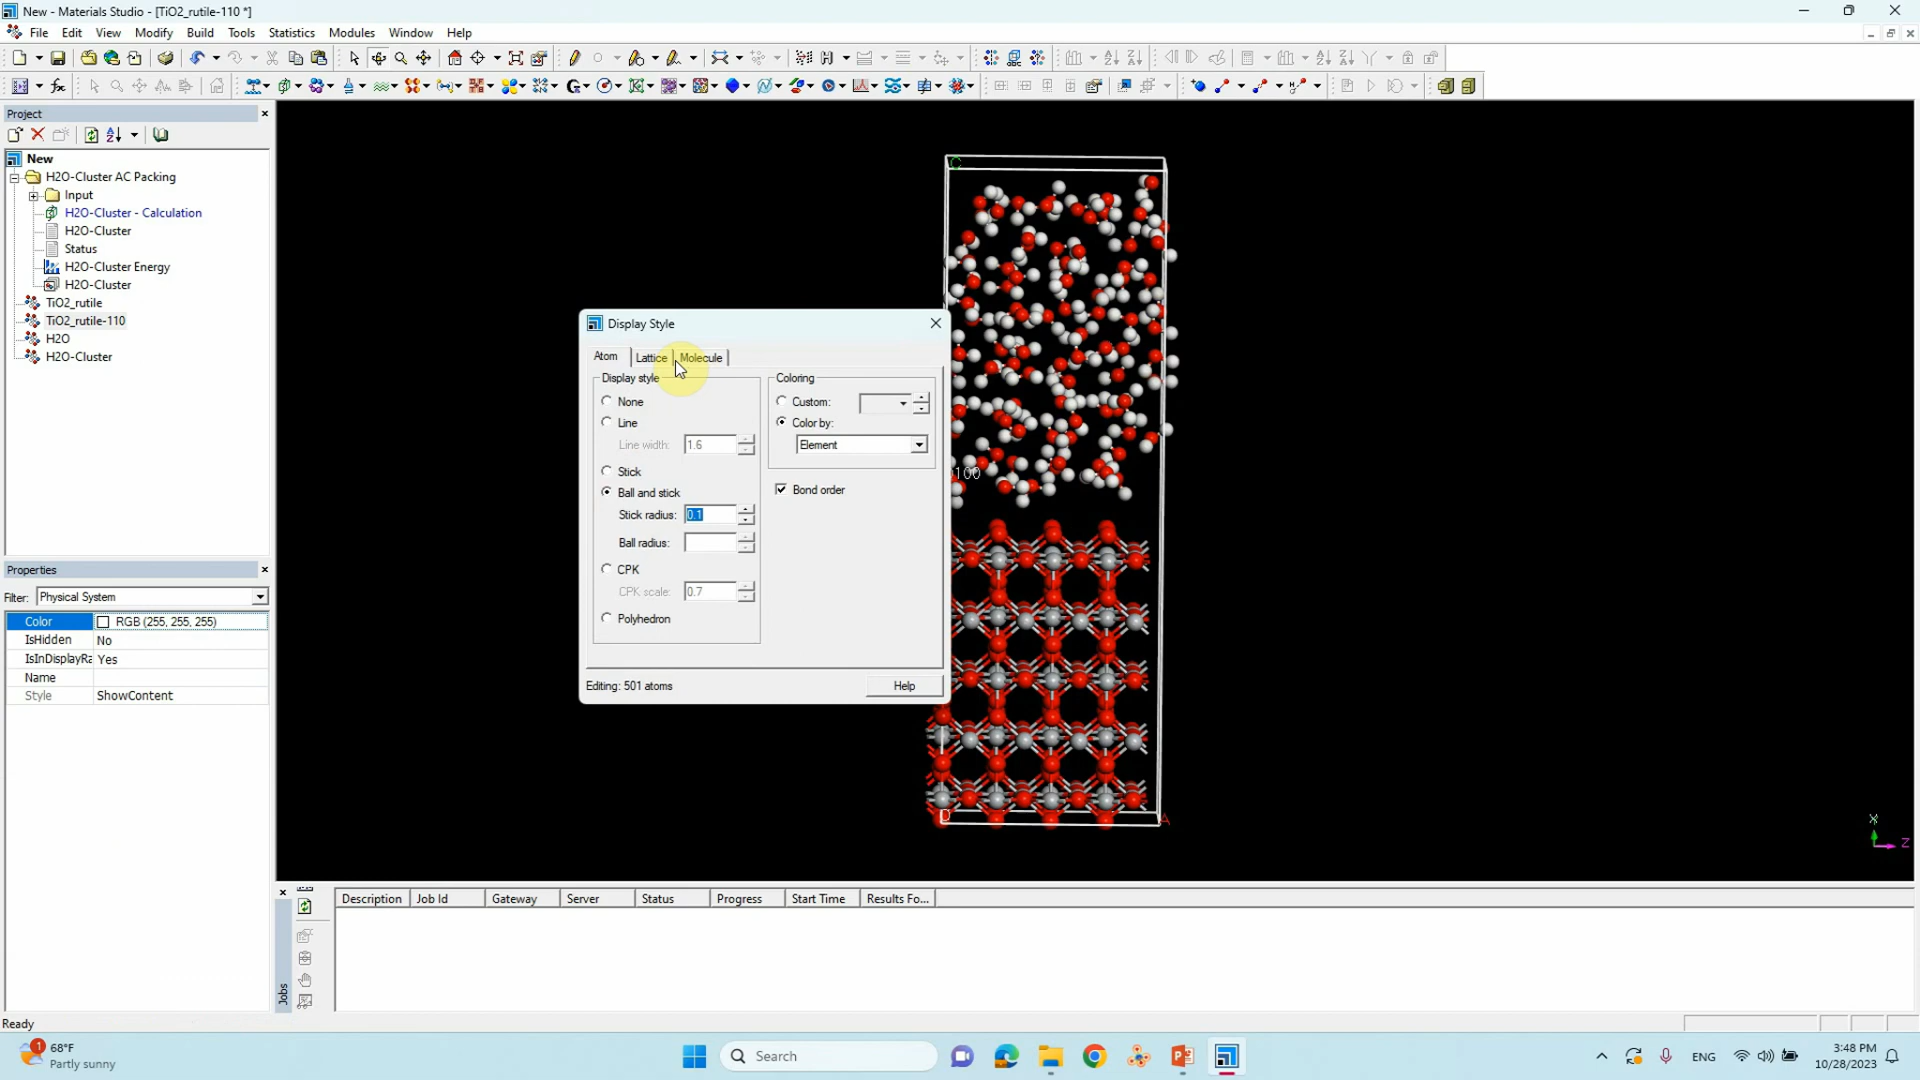 New - Materials Studio - [TiO2_rutile-110 *]
File Edit View Modify Build Tools Statistics Modules Window Help
Project
New
H2O-Cluster AC Packing
Input
H2O-Cluster - Calculation
H2O-Cluster
Status
H2O-Cluster Energy
H2O-Cluster
TiO2_rutile
TiO2_rutile-110
H2O
H2O-Cluster
Properties
Filter: Physical System
Color RGB (255, 255, 255)
IsHidden No
IsInDisplayRa Yes
Name
Style ShowContent
C
100
A
Display Style
Atom Lattice Molecule
Display style
None
Line
Line width: 1.6
Stick
Ball and stick
Stick radius: 0.1
Ball radius:
CPK
CPK scale: 0.7
Polyhedron
Coloring
Custom:
Color by:
Element
Bond order
Editing: 501 atoms
Help
Z
Jobs
Description Job Id Gateway Server Status Progress Start Time Results Fo...
Ready
1
68°F
Partly sunny
Search
ENG
3:48 PM
10/28/2023